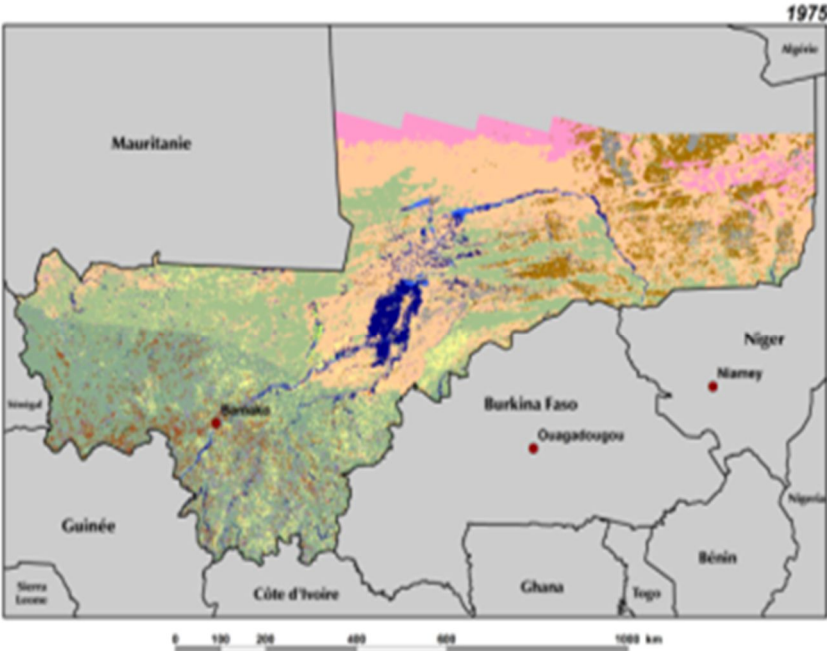 1975
Algérie
Mauritanie
Niger
Niamey
Sénégal
Bamako
Burkina Faso
Ouagadougou
Nigeria
Guinée
Bénin
Sierra
Leone
Côte d'Ivoire
Ghana
Togo
0 100 200 400 600 1000 km